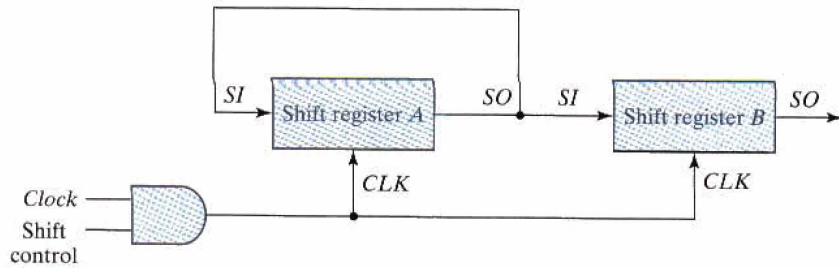 SI
Shift register A
SO
SI
Shift register B
SO
CLK
CLK
Clock
Shift
control